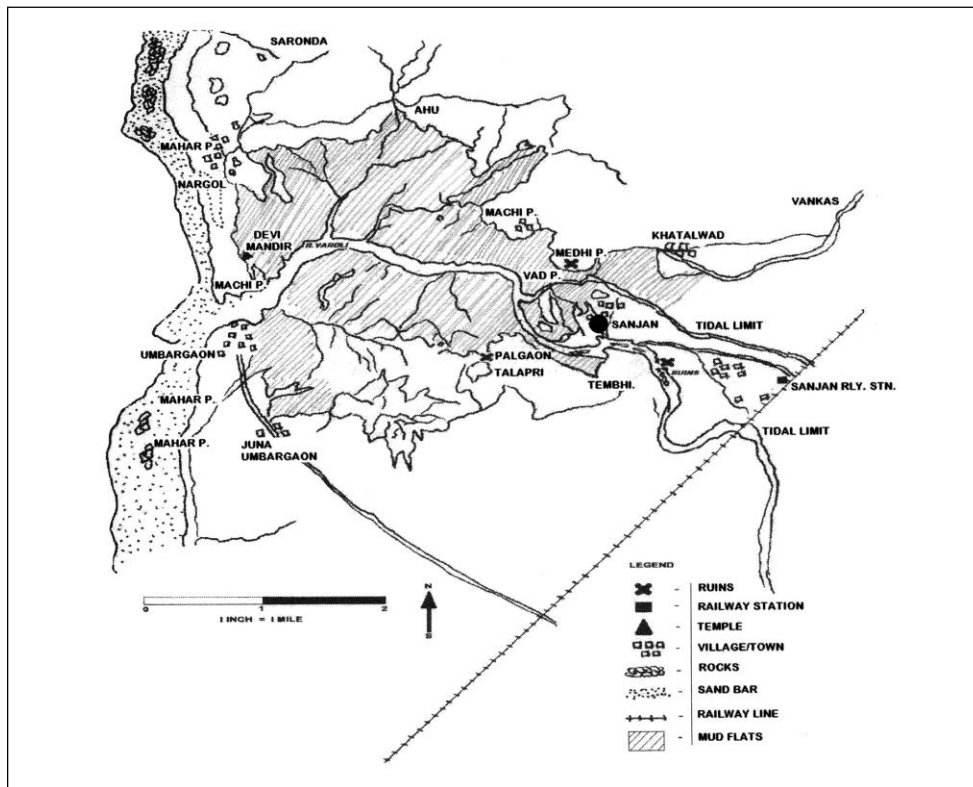 SARONDA
AHU
MAHAR P.
NARGOL
VANKAS
MACHI P.
KHATALWAD
DEVI
MANDIR
R.VAROLI
MEDHI P.
VAD P.
MACHI P.
SANJAN
TIDAL LIMIT
UMBARGAON
PALGAON
TALAPRI
TEMBHI.
RUINS
SANJAN RLY. STN.
MAHAR P.
MAHAR P.
JUNA
UMBARGAON
TIDAL LIMIT
0 1 2
1 INCH = 1 MILE
N
S
LEGEND
- RUINS
- RAILWAY STATION
- TEMPLE
- VILLAGE/TOWN
- ROCKS
- SAND BAR
- RAILWAY LINE
- MUD FLATS